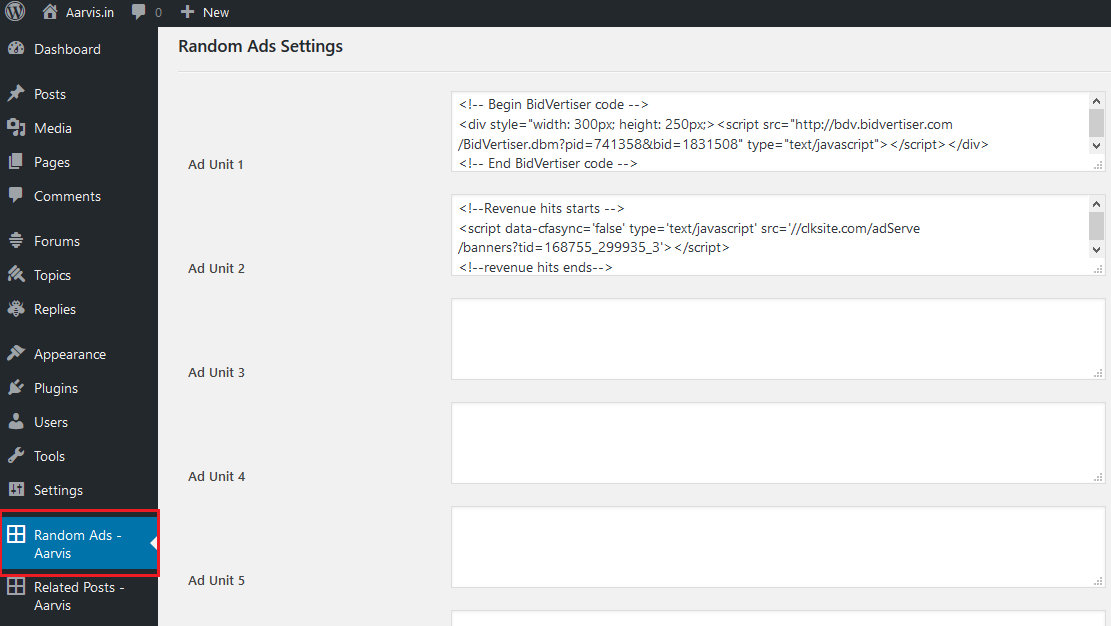 Aarvis.in 0 New
Dashboard
Posts
Media
Pages
Comments
Forums
Topics
Replies
Appearance
Plugins
Users
Tools
Settings
Random Ads -
Aarvis
Related Posts -
Aarvis
Random Ads Settings
Ad Unit 1
<!-- Begin BidVertiser code -->
<div style="width: 300px; height: 250px;><script src="http://bdv.bidvertiser.com
/BidVertiser.dbm?pid=741358&bid=1831508" type="text/javascript"></script></div>
<!-- End BidVertiser code -->
Ad Unit 2
<!--Revenue hits starts -->
<script data-cfasync='false' type='text/javascript' src='//clksite.com/adServe
/banners?tid=168755_299935_3'></script>
<!--revenue hits ends-->
Ad Unit 3
Ad Unit 4
Ad Unit 5